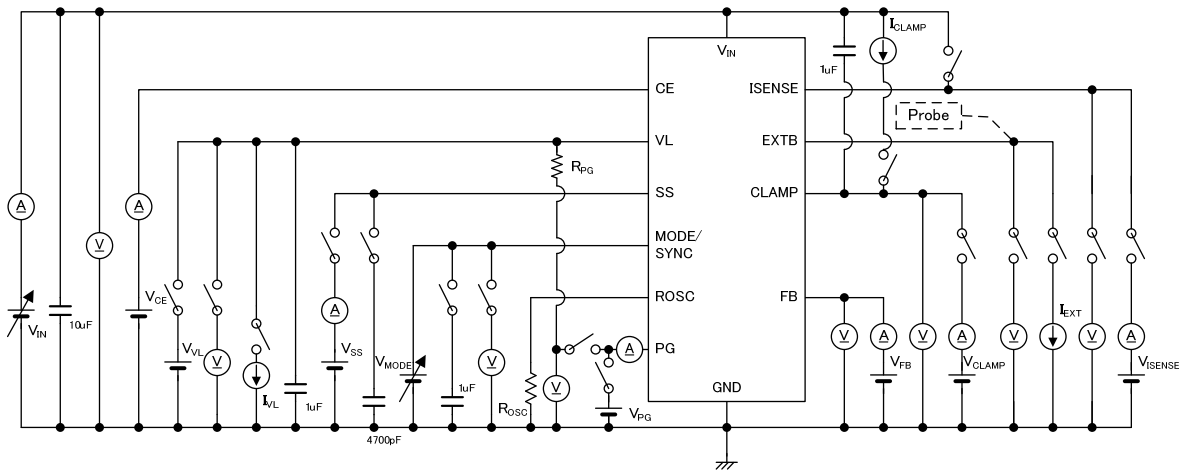 I_CLAMP
V_IN
1uF
CE
ISENSE
Probe
VL
EXTB
R_PG
SS
CLAMP
A
A
MODE/
SYNC
V
V_CE
ROSC
FB
V_IN
10uF
A
I_EXT
V_SS
V_MODE
PG
A
V
A
V
A
V
V
A
V_VL
V
V
V_FB
V_CLAMP
V_ISENSE
I_VL
1uF
1uF
R_OSC
V
V_PG
GND
4700pF